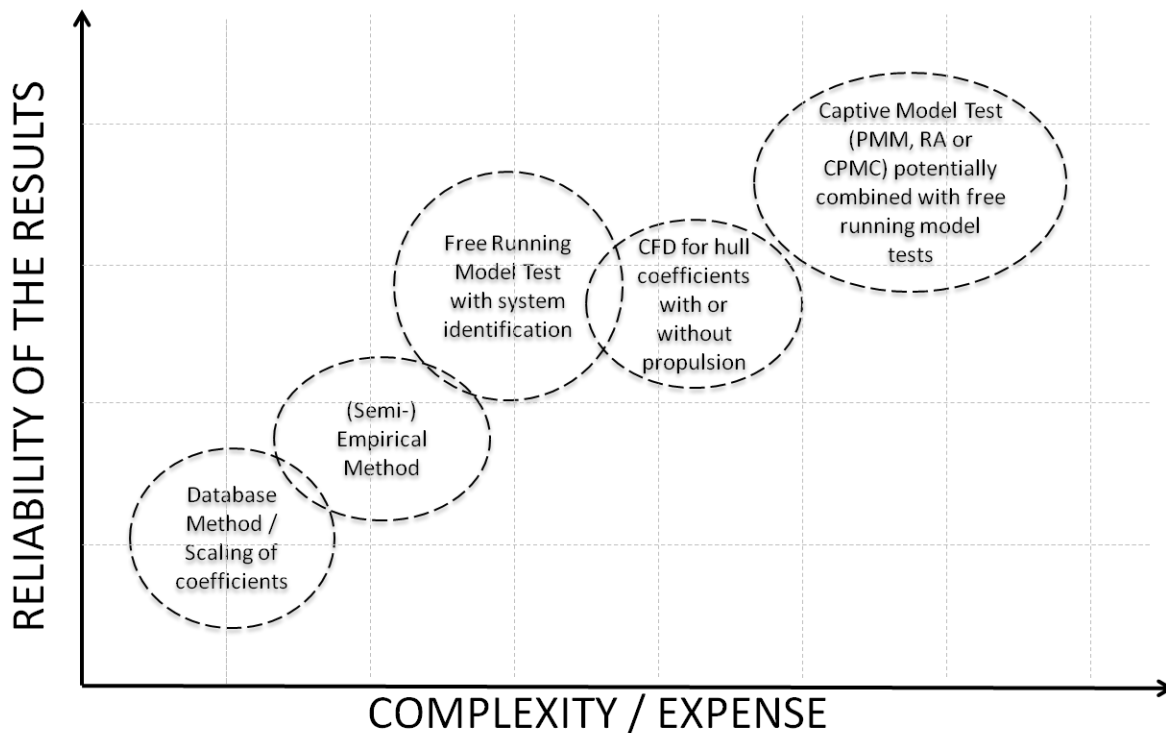 RELIABILITY OF THE RESULTS
Captive Model Test
(PMM, RA or
CPMC) potentially
combined with free
running model
tests
Free Running
Model Test
with system
identification
CFD for hull
coefficients
with or
without
propulsion
(Semi-)
Empirical
Method
Database
Method /
Scaling of
coefficients
COMPLEXITY / EXPENSE